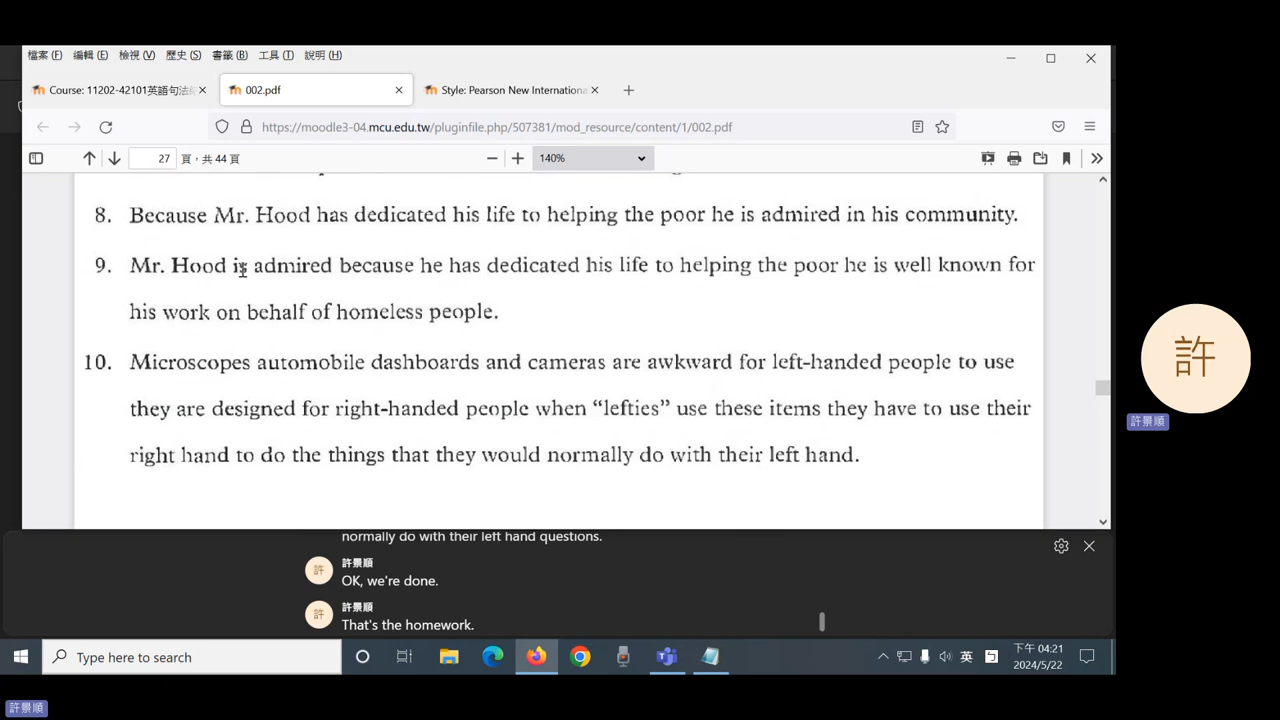 檔案 (F) 編輯 (E) 檢視 (V) 歷史 (S) 書籤 (B) 工具 (T) 說明 (H)
Course: 11202-42101英語句法 002.pdf Style: Pearson New Internationa
https://moodle3-04.mcu.edu.tw/pluginfile.php/507381/mod_resource/content/1/002.pdf
27 頁，共 44 頁 140%
8. Because Mr. Hood has dedicated his life to helping the poor he is admired in his community.
9. Mr. Hood is admired because he has dedicated his life to helping the poor he is well known for
his work on behalf of homeless people.
10. Microscopes automobile dashboards and cameras are awkward for left-handed people to use
they are designed for right-handed people when “lefties” use these items they have to use their
right hand to do the things that they would normally do with their left hand.
許
許景順
normally do with their left hand questions.
許 許景順
OK, we're done.
許 許景順
That's the homework.
Type here to search
英
下午 04:21
2024/5/22
許景順